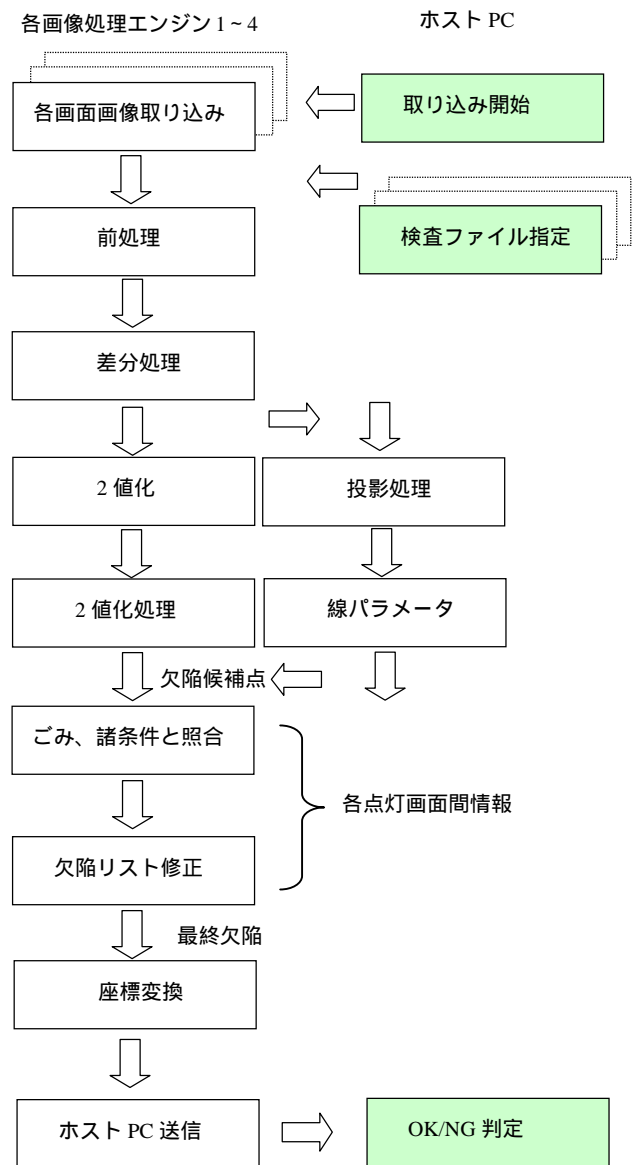 各画像処理エンジン 1 ~ 4
ホスト PC
各画面画像取り込み
取り込み開始
検査ファイル指定
前処理
差分処理
2 値化
投影処理
2 値化処理
線パラメータ
欠陥候補点
ごみ、諸条件と照合
各点灯画面間情報
欠陥リスト修正
最終欠陥
座標変換
ホスト PC 送信
OK/NG 判定